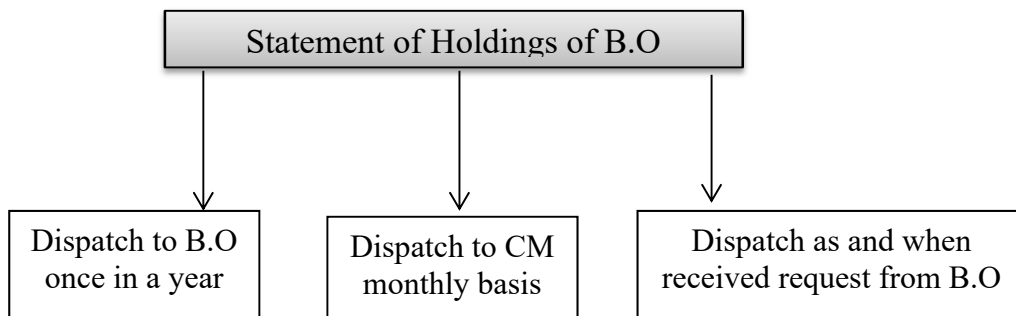 Statement of Holdings of B.O
Dispatch to B.O
once in a year
Dispatch to CM
monthly basis
Dispatch as and when
received request from B.O